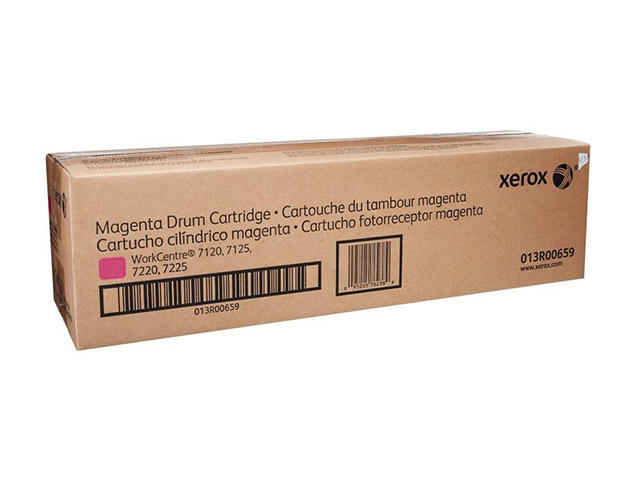 xerox
Magenta Drum Cartridge • Cartouche du tambour magenta
Cartucho cilíndrico magenta • Cartucho fotorreceptor magenta
WorkCentre® 7120, 7125,
7220, 7225
013R00659
www.xerox.com
013R00659